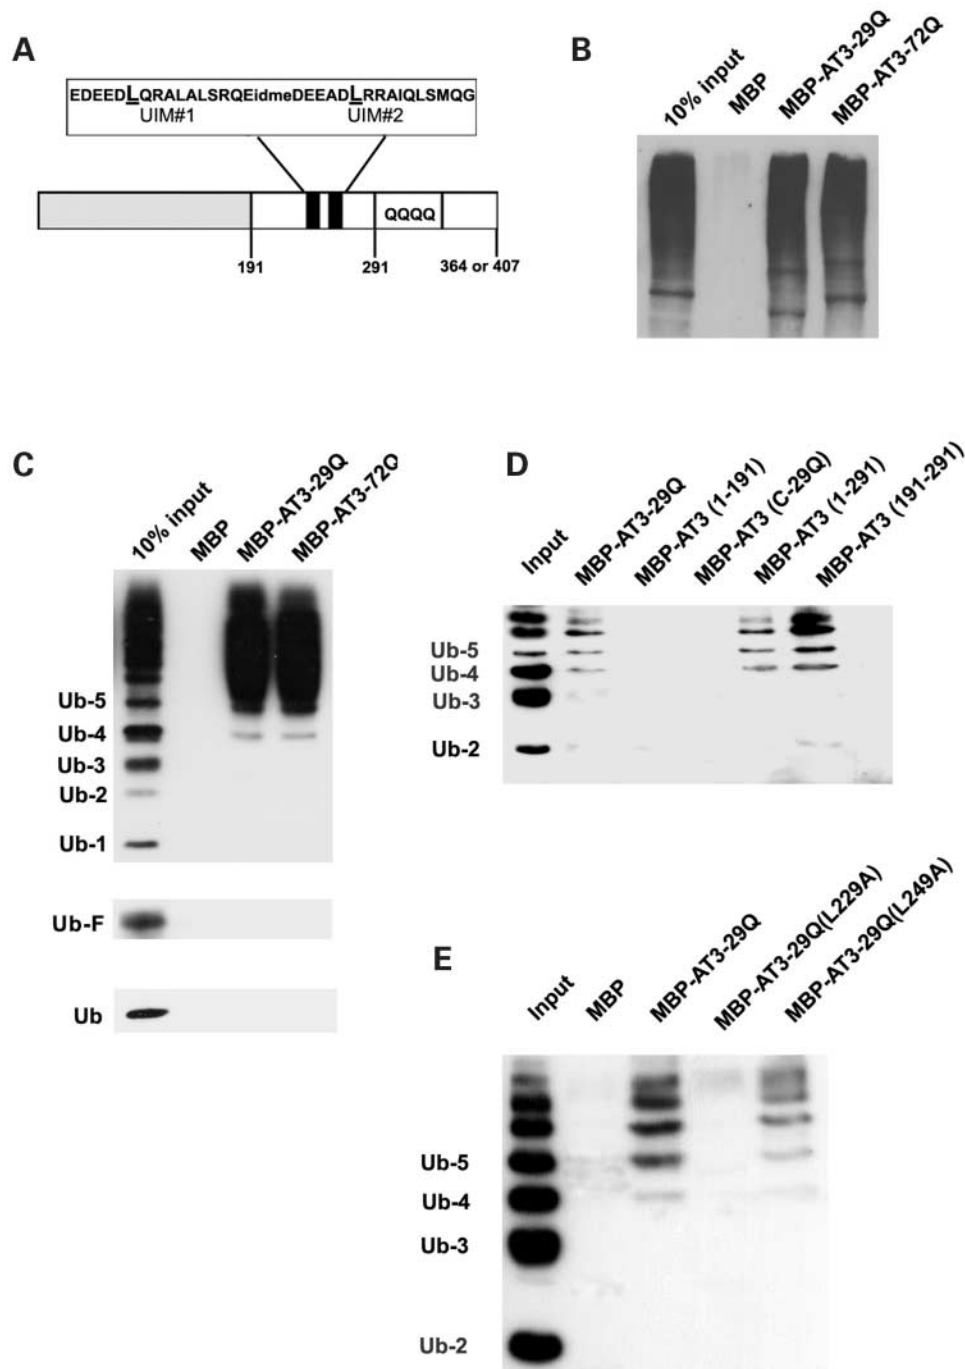 A
EDEEDLQRALALSRQEidmeDEEADLRRAIQLSMQG
UIM#1 UIM#2
QQQQ
191 291 364 or 407
B
10% input
MBP
MBP-AT3-29Q
MBP-AT3-72Q
C
10% input
MBP
MBP-AT3-29Q
MBP-AT3-72Q
Ub-5
Ub-4
Ub-3
Ub-2
Ub-1
Ub-F
Ub
D
Input
MBP-AT3-29Q
MBP-AT3 (1-191)
MBP-AT3 (C-29Q)
MBP-AT3 (1-291)
MBP-AT3 (191-291)
Ub-5
Ub-4
Ub-3
Ub-2
E
Input
MBP
MBP-AT3-29Q
MBP-AT3-29Q(L229A)
MBP-AT3-29Q(L249A)
Ub-5
Ub-4
Ub-3
Ub-2